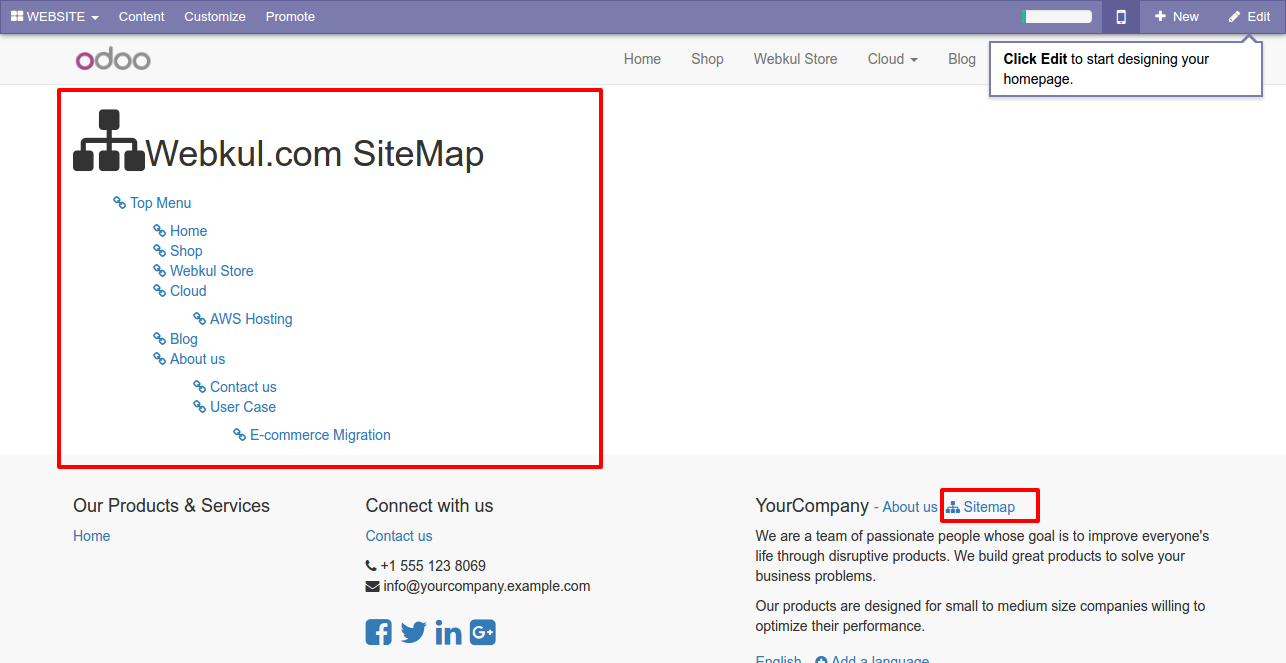 WEBSITE Content Customize Promote New Edit
odoo Home Shop Webkul Store Cloud Blog
Click Edit to start designing your
homepage.
Webkul.com SiteMap
Top Menu
Home
Shop
Webkul Store
Cloud
AWS Hosting
Blog
About us
Contact us
User Case
E-commerce Migration
Our Products & Services
Home
Connect with us
Contact us
+1 555 123 8069
info@yourcompany.example.com
G+
YourCompany - About us Sitemap
We are a team of passionate people whose goal is to improve everyone's
life through disruptive products. We build great products to solve your
business problems.
Our products are designed for small to medium size companies willing to
optimize their performance.
English Add a language